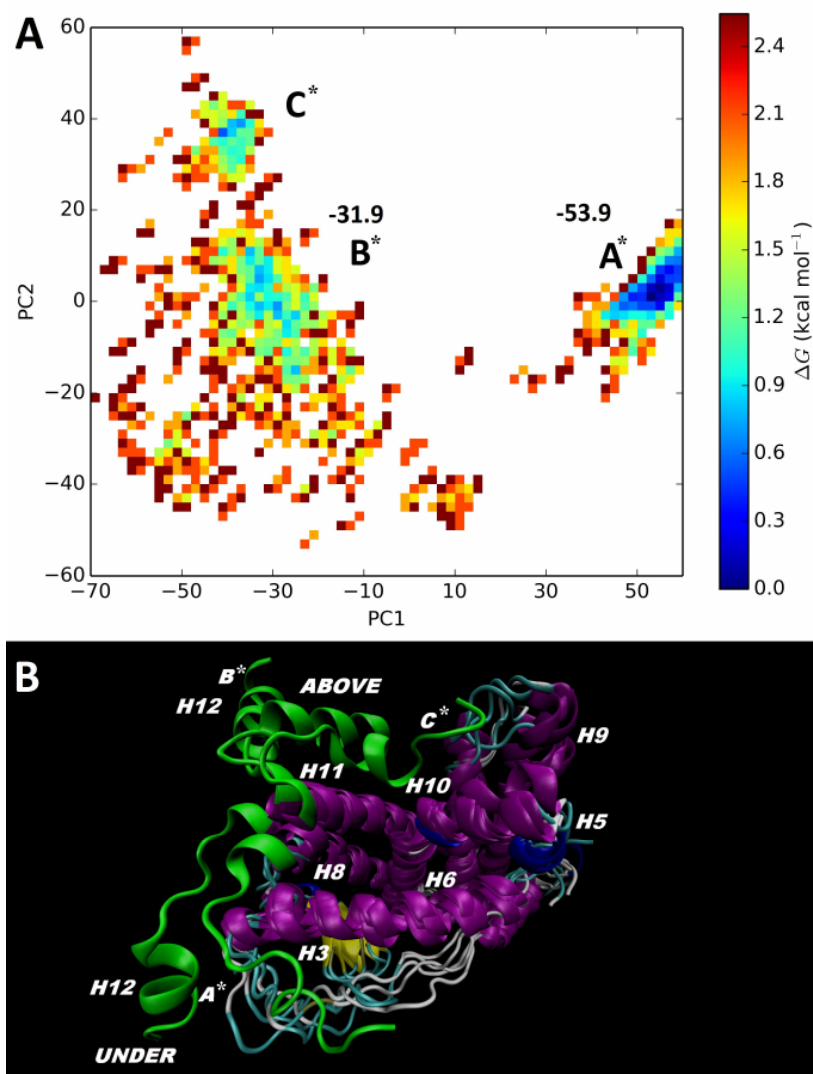 A
60
40
20
0
−20
−40
−60
−70
−50
−30
−10
10
30
50
PC1
PC2
C*
-31.9
B*
-53.9
A*
2.4
2.1
1.8
1.5
1.2
0.9
0.6
0.3
0.0
ΔG (kcal mol−1)
B
B*
H12
ABOVE
C*
H9
H11
H10
H5
H8
H6
H3
H12
A*
UNDER